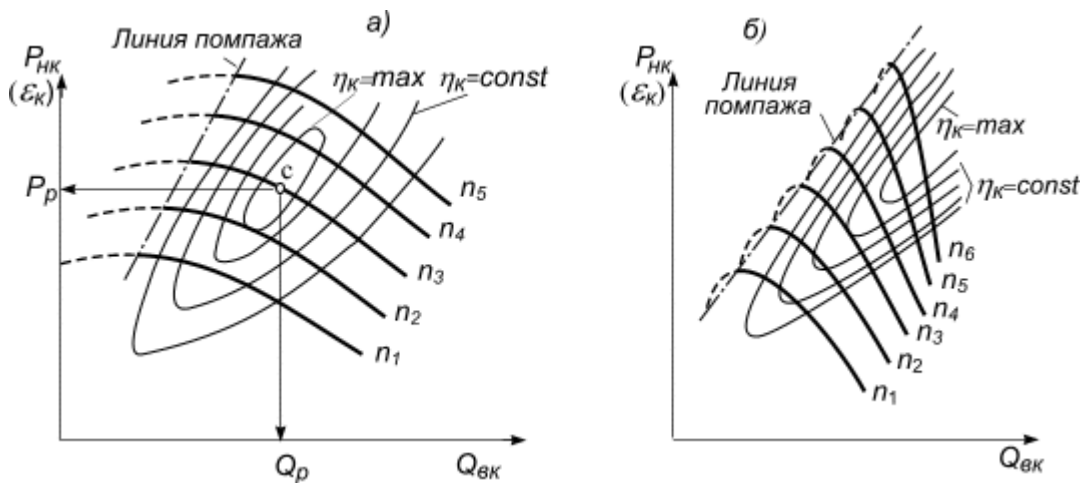 а)
Линия помпажа
Pнк
(εк)
ηк=max
ηк=const
c
Pр
n5
n4
n3
n2
n1
Qр
Qвк
б)
Pнк
(εк)
Линия
помпажа
ηк=max
ηк=const
n6
n5
n4
n3
n2
n1
Qвк